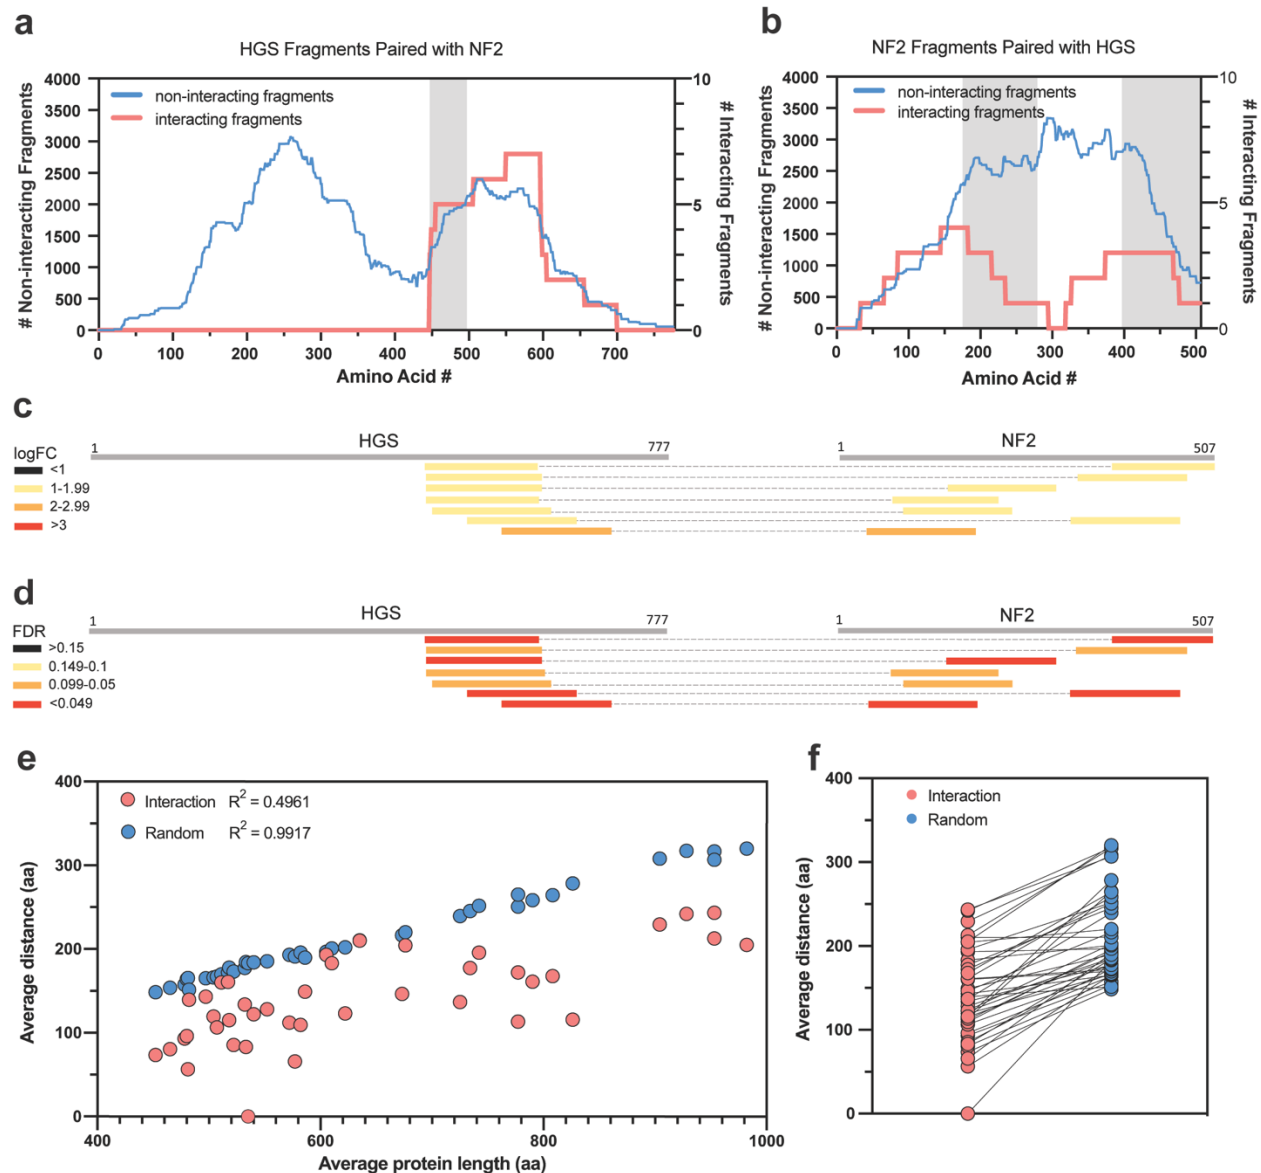 a
HGS Fragments Paired with NF2
# Non-interacting Fragments
4000
3500
3000
2500
2000
1500
1000
500
0
non-interacting fragments
interacting fragments
10
5
0
# Interacting Fragments
0 100 200 300 400 500 600 700
Amino Acid #
b
NF2 Fragments Paired with HGS
# Non-interacting Fragments
4000
3500
3000
2500
2000
1500
1000
500
0
non-interacting fragments
interacting fragments
10
5
0
# Interacting Fragments
0 100 200 300 400 500
Amino Acid #
c
logFC
<1
1-1.99
2-2.99
>3
1 HGS 777
1 NF2 507
d
FDR
>0.15
0.149-0.1
0.099-0.05
<0.049
1 HGS 777
1 NF2 507
e
Average distance (aa)
400
300
200
100
0
Interaction R2 = 0.4961
Random R2 = 0.9917
400 600 800 1000
Average protein length (aa)
f
Average distance (aa)
400
300
200
100
0
Interaction
Random